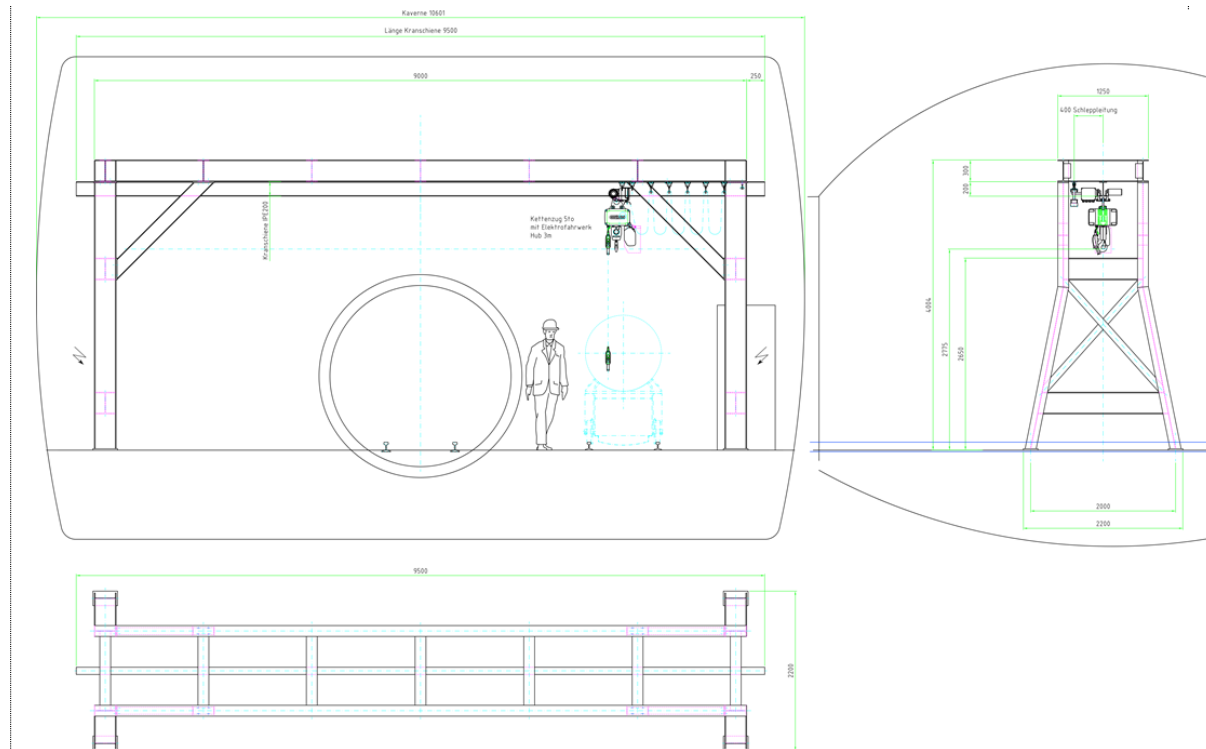 Kaverne 10601
Länge Kranschiene 9500
9000
250
Kranschiene IPE200
Kettenzug 5to
mit Elektrofahrwerk
Hub 3m
1250
400 Schleppleitung
300
200
4004
2775
2650
2000
2200
9500
2200